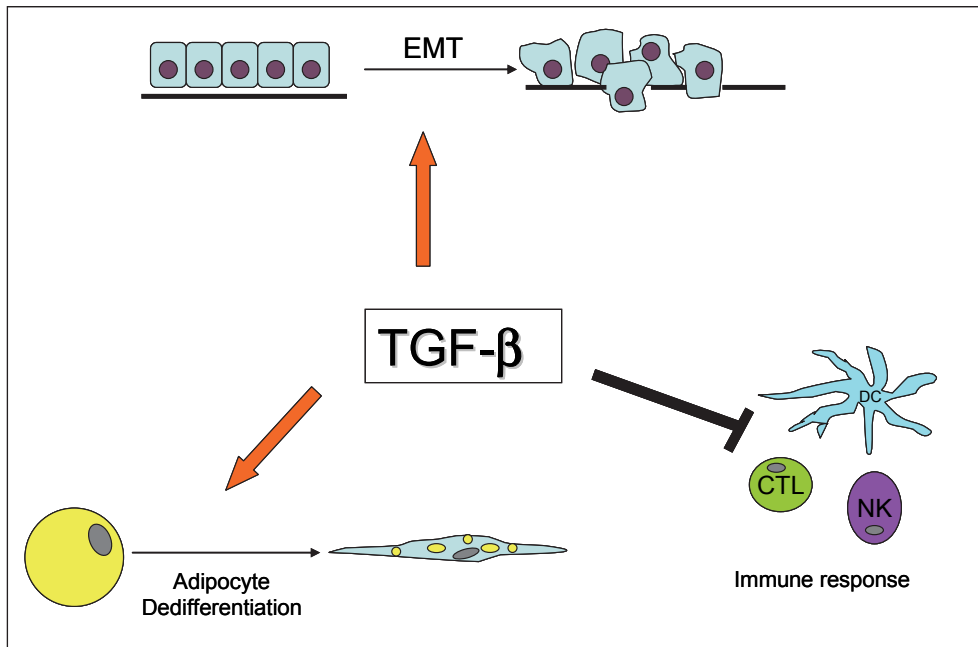 EMT
TGF-β
DC
CTL
NK
Adipocyte
Dedifferentiation
Immune response